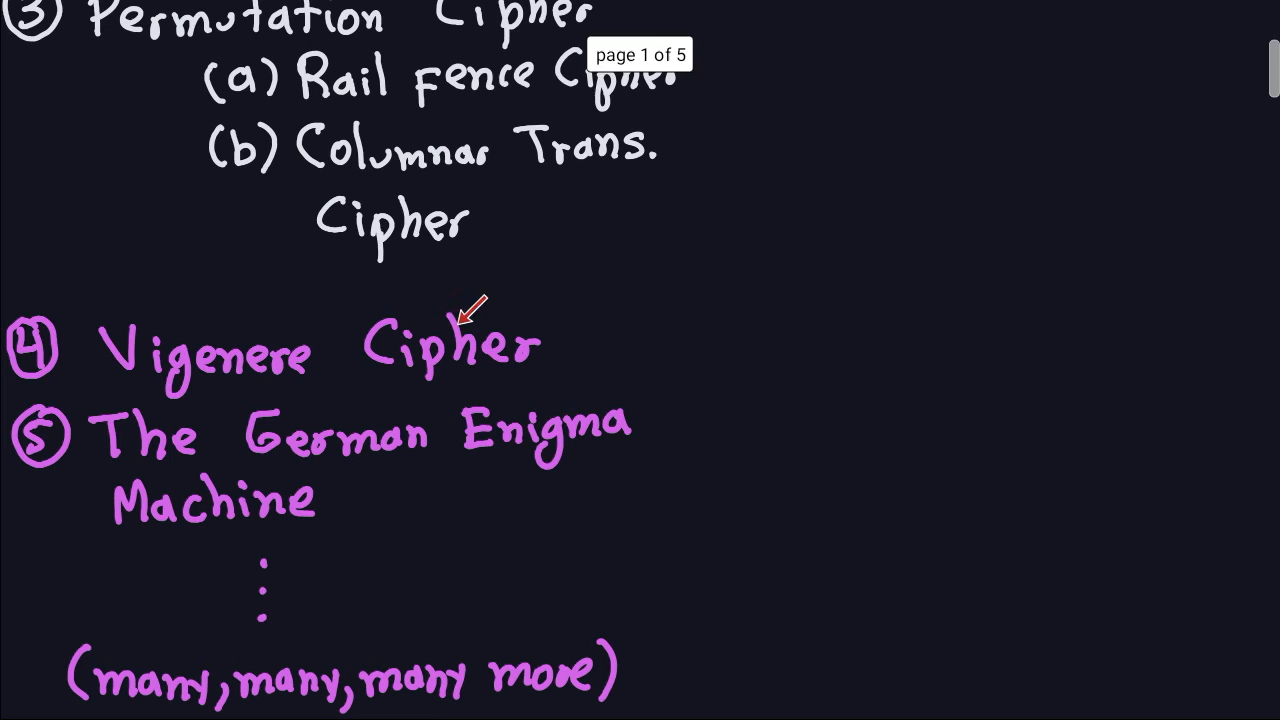 ③ Permutation Cipher
page 1 of 5
(a) Rail Fence Cipher
(b) Columnar Trans.
Cipher
④ Vigenere Cipher
⑤ The German Enigma
Machine
⋮
(many, many, many more)